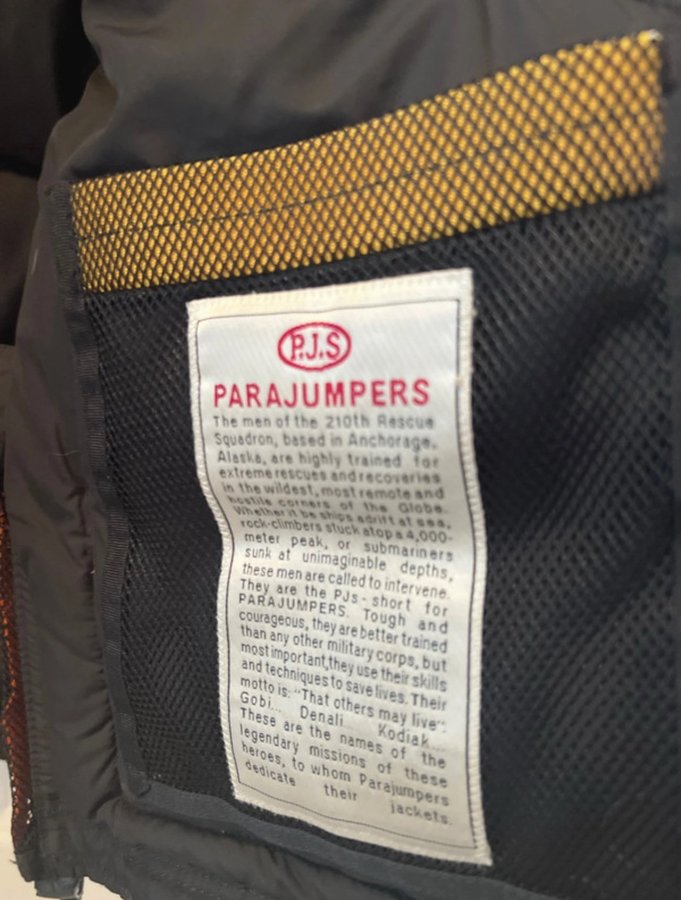 P.J.S
PARAJUMPERS
The men of the 210th Rescue
Squadron, based in Anchorage,
Alaska, are highly trained for
extreme rescues and recoveries
in the wildest, most remote and
hostile corners of the Globe.
Whether it be ships adrift at sea,
rock-climbers stuck atop a 4,000-
meter peak, or submariners
sunk at unimaginable depths,
these men are called to intervene.
They are the PJs - short for
PARAJUMPERS. Tough and
courageous, they are better trained
than any other military corps, but
most important,they use their skills
and techniques to save lives. Their
motto is: "That others may live".
Gobi... Denali... Kodiak...
These are the names of the
legendary missions of these
heroes, to whom Parajumpers
dedicate their jackets.